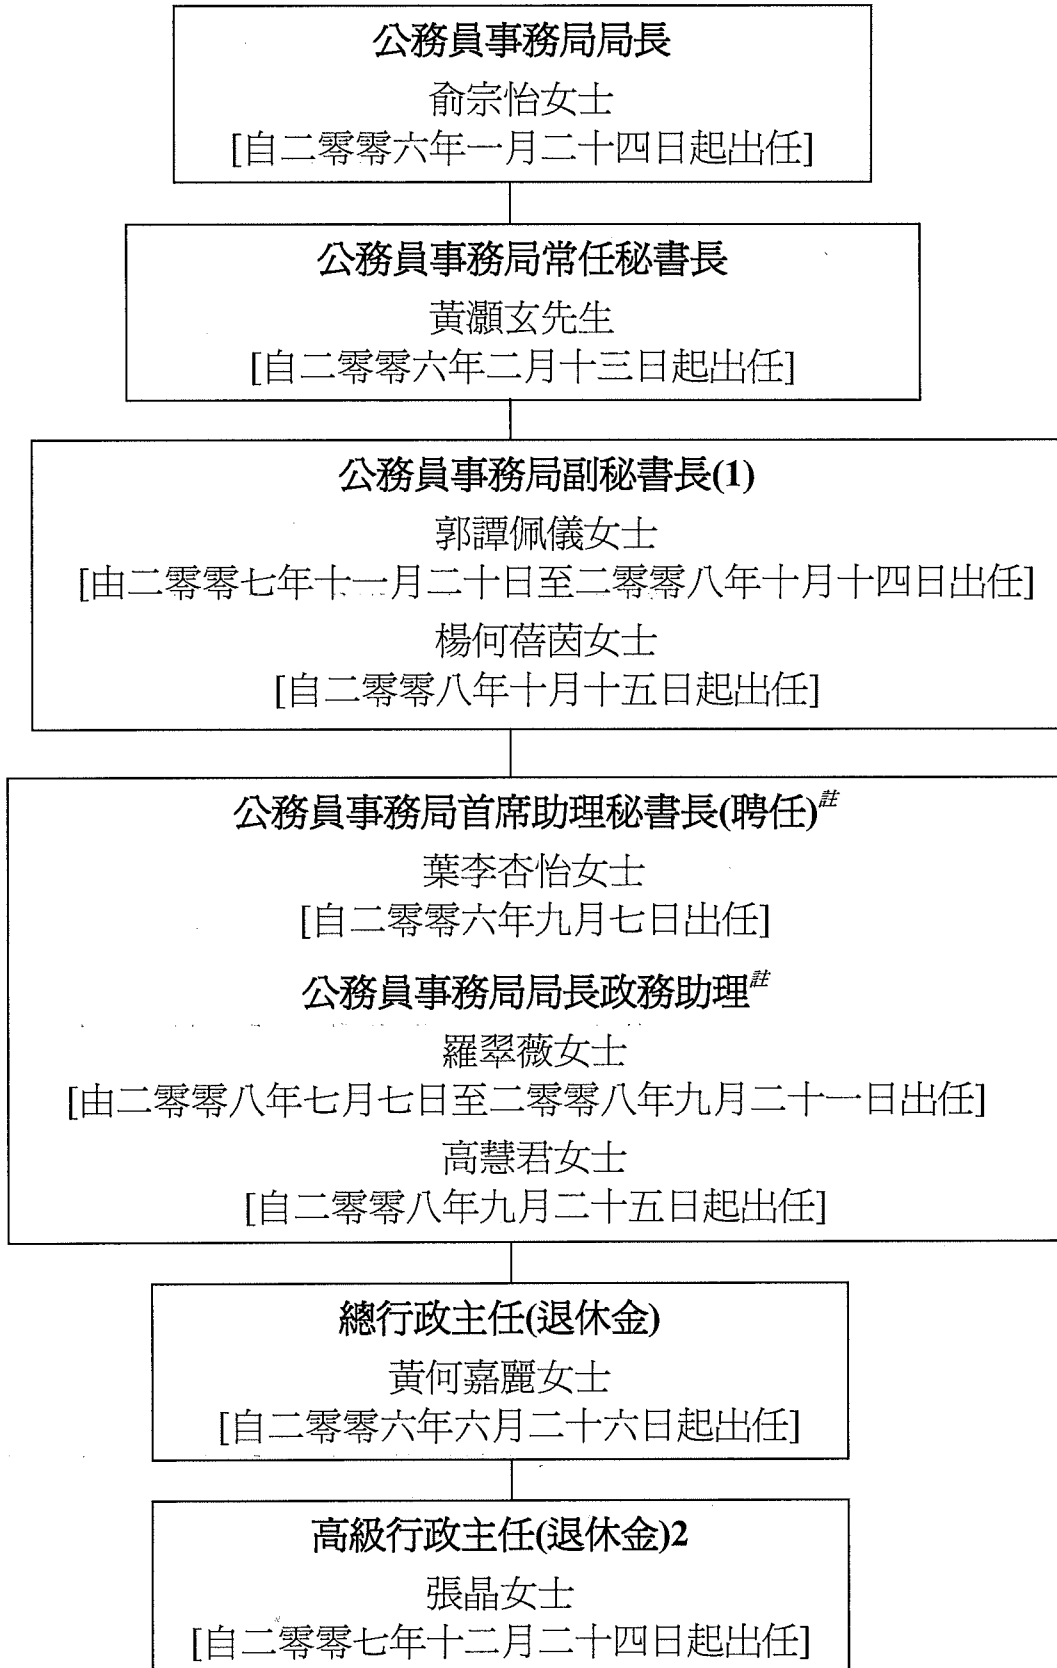 公務員事務局局長
俞宗怡女士
[自二零零六年一月二十四日起出任]
公務員事務局常任秘書長
黃灝玄先生
[自二零零六年二月十三日起出任]
公務員事務局副秘書長(1)
郭譚佩儀女士
[由二零零七年十一月二十日至二零零八年十月十四日出任]
楊何蓓茵女士
[自二零零八年十月十五日起出任]
公務員事務局首席助理秘書長(聘任)註
葉李杏怡女士
[自二零零六年九月七日出任]
公務員事務局局長政務助理註
羅翠薇女士
[由二零零八年七月七日至二零零八年九月二十一日出任]
高慧君女士
[自二零零八年九月二十五日起出任]
總行政主任(退休金)
黃何嘉麗女士
[自二零零六年六月二十六日起出任]
高級行政主任(退休金)2
張晶女士
[自二零零七年十二月二十四日起出任]